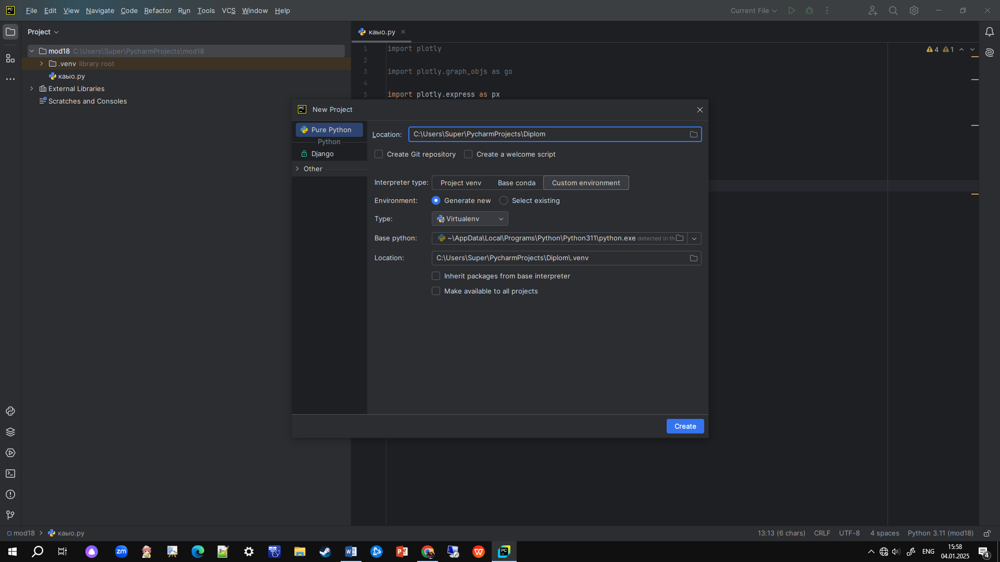 File Edit View Navigate Code Refactor Run Tools VCS Window Help
Current File
Project
каыо.py
mod18 C:\Users\Super\PycharmProjects\mod18
.venv library root
каыо.py
External Libraries
Scratches and Consoles
4 1
1 import plotly
2
3 import plotly.graph_objs as go
4
5 import plotly.express as px
New Project
Pure Python
Python
Django
Other
Location: C:\Users\Super\PycharmProjects\Diplom
Create Git repository Create a welcome script
Interpreter type: Project venv Base conda Custom environment
Environment: Generate new Select existing
Type: Virtualenv
Base python: ~\AppData\Local\Programs\Python\Python311\python.exe detected in th
Location: C:\Users\Super\PycharmProjects\Diplom\.venv
Inherit packages from base interpreter
Make available to all projects
Create
mod18 каыо.py
13:13 (6 chars) CRLF UTF-8 4 spaces Python 3.11 (mod18)
ENG
15:58
04.01.2025
4